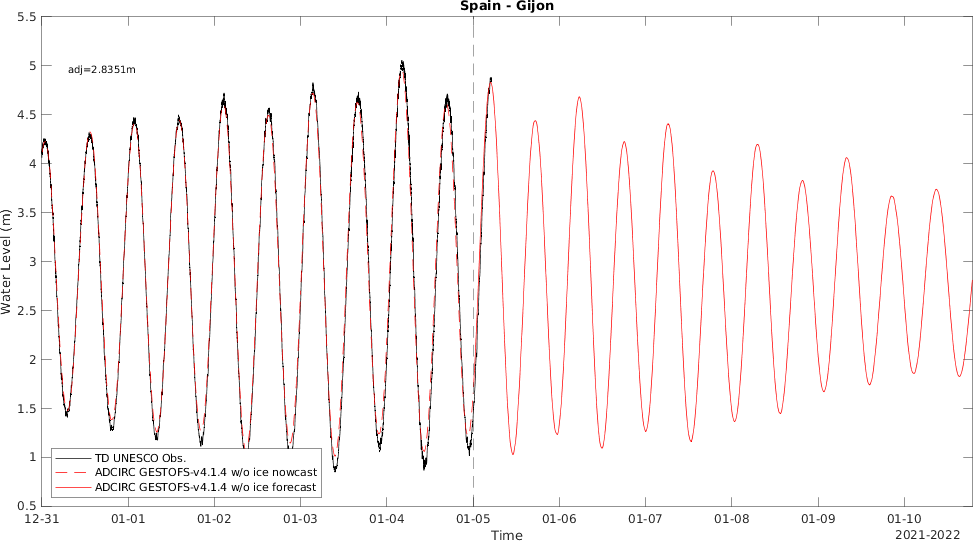 Spain - Gijon
5.5
5
4.5
4
3.5
3
2.5
2
1.5
1
0.5
Water Level (m)
adj=2.8351m
TD UNESCO Obs.
ADCIRC GESTOFS-v4.1.4 w/o ice nowcast
ADCIRC GESTOFS-v4.1.4 w/o ice forecast
12-31 01-01 01-02 01-03 01-04 01-05 01-06 01-07 01-08 01-09 01-10
Time
2021-2022